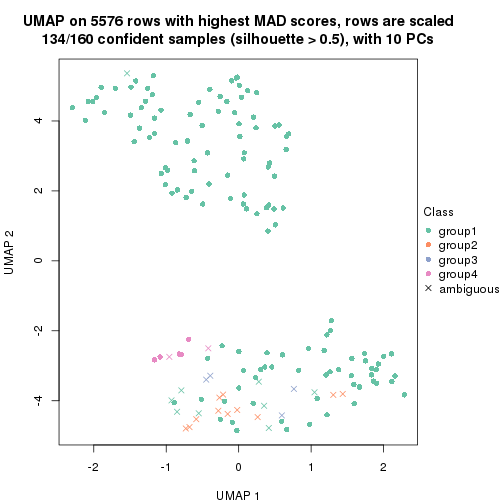 UMAP on 5576 rows with highest MAD scores, rows are scaled
134/160 confident samples (silhouette > 0.5), with 10 PCs
UMAP 2
4
2
0
-2
-4
-2
-1
0
1
2
UMAP 1
Class
group1
group2
group3
group4
ambiguous